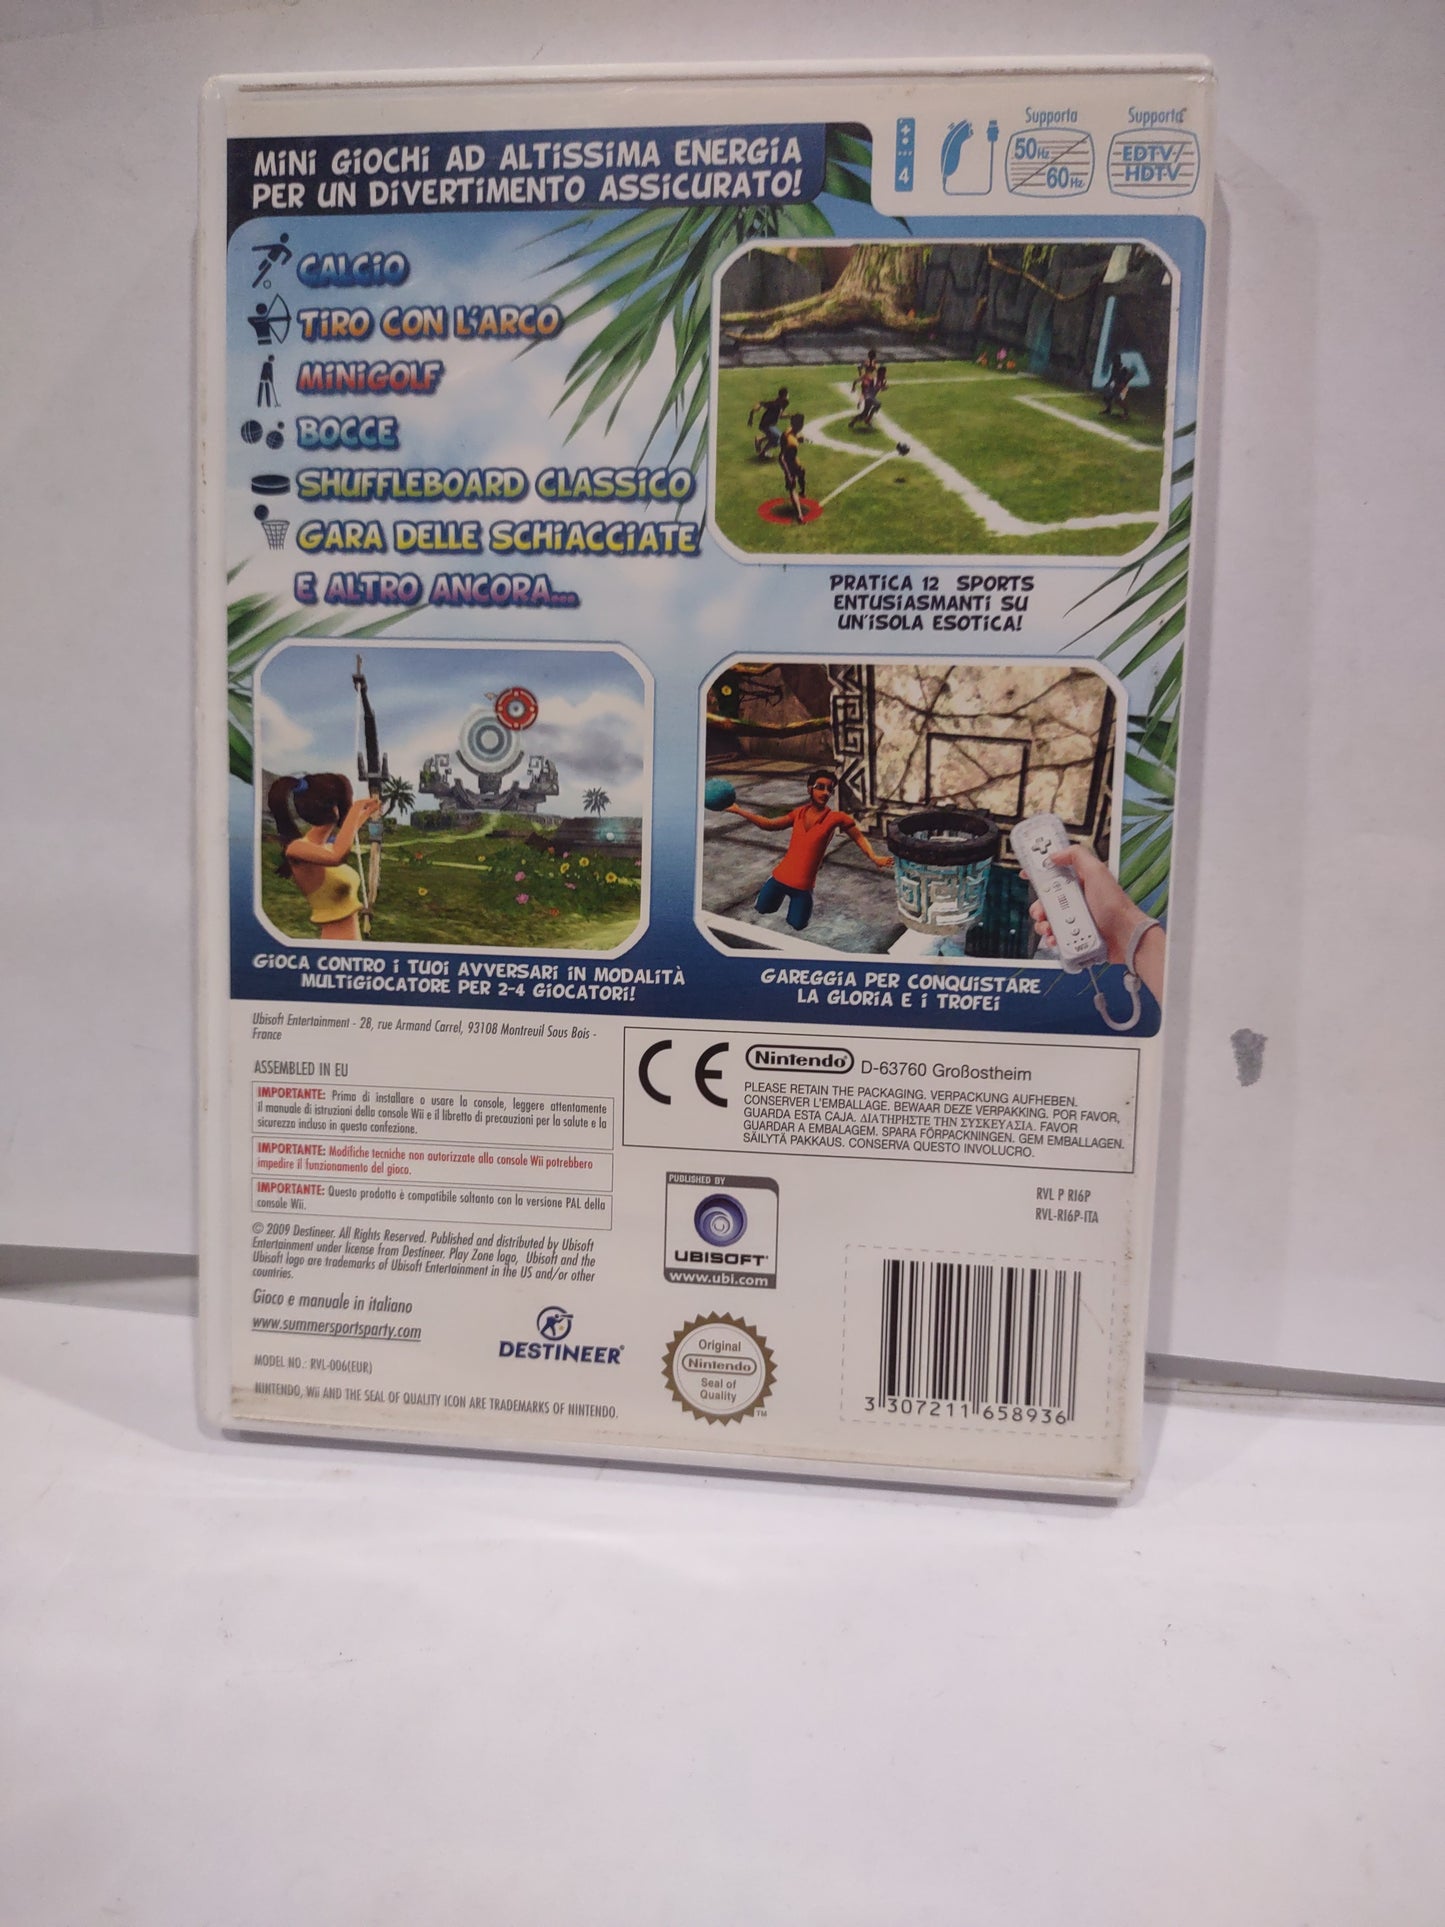 MINI GIOCHI AD ALTISSIMA ENERGIA
PER UN DIVERTIMENTO ASSICURATO!
4
Supporta
50Hz
60Hz
Supporta
EDTV/
HDTV
CALCIO
TIRO CON L'ARCO
MINIGOLF
BOCCE
SHUFFLEBOARD CLASSICO
GARA DELLE SCHIACCIATE
E ALTRO ANCORA...
PRATICA 12 SPORTS
ENTUSIASMANTI SU
UN'ISOLA ESOTICA!
Wii
GIOCA CONTRO I TUOI AVVERSARI IN MODALITÀ
MULTIGIOCATORE PER 2-4 GIOCATORI!
GAREGGIA PER CONQUISTARE
LA GLORIA E I TROFEI
Ubisoft Entertainment - 28, rue Armand Carrel, 93108 Montreuil Sous Bois -
France
ASSEMBLED IN EU
IMPORTANTE: Prima di installare o usare la console, leggere attentamente
il manuale di istruzioni della console Wii e il libretto di precauzioni per la salute e la
sicurezza incluso in questa confezione.
IMPORTANTE: Modifiche tecniche non autorizzate alla console Wii potrebbero
impedire il funzionamento del gioco.
IMPORTANTE: Questo prodotto è compatibile soltanto con la versione PAL della
console Wii.
© 2009 Destineer. All Rights Reserved. Published and distributed by Ubisoft
Entertainment under license from Destineer. Play Zone logo, Ubisoft and the
Ubisoft logo are trademarks of Ubisoft Entertainment in the US and/or other
countries.
Gioco e manuale in italiano
www.summersportsparty.com
MODEL NO.: RVL-006(EUR)
NINTENDO, Wii AND THE SEAL OF QUALITY ICON ARE TRADEMARKS OF NINTENDO.
CE
Nintendo® D-63760 Großostheim
PLEASE RETAIN THE PACKAGING. VERPACKUNG AUFHEBEN.
CONSERVER L'EMBALLAGE. BEWAAR DEZE VERPAKKING. POR FAVOR,
GUARDA ESTA CAJA. ΔΙΑΤΗΡΗΣΤΕ ΤΗΝ ΣΥΣΚΕΥΑΣΙΑ. FAVOR
GUARDAR A EMBALAGEM. SPARA FÖRPACKNINGEN. GEM EMBALLAGEN.
SÄILYTÄ PAKKAUS. CONSERVA QUESTO INVOLUCRO.
PUBLISHED BY
UBISOFT
www.ubi.com
RVL P RI6P
RVL-RI6P-ITA
DESTINEER®
Original
Nintendo
Seal of
Quality
TM
3 307211 658936